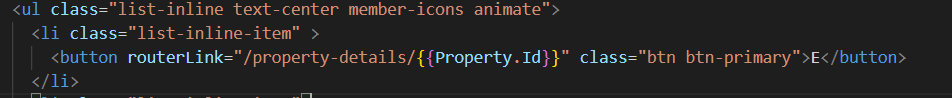 <ul class="list-inline text-center member-icons animate">
<li class="list-inline-item" >
<button routerLink="/property-details/{{Property.Id}}" class="btn btn-primary">E</button>
</li>